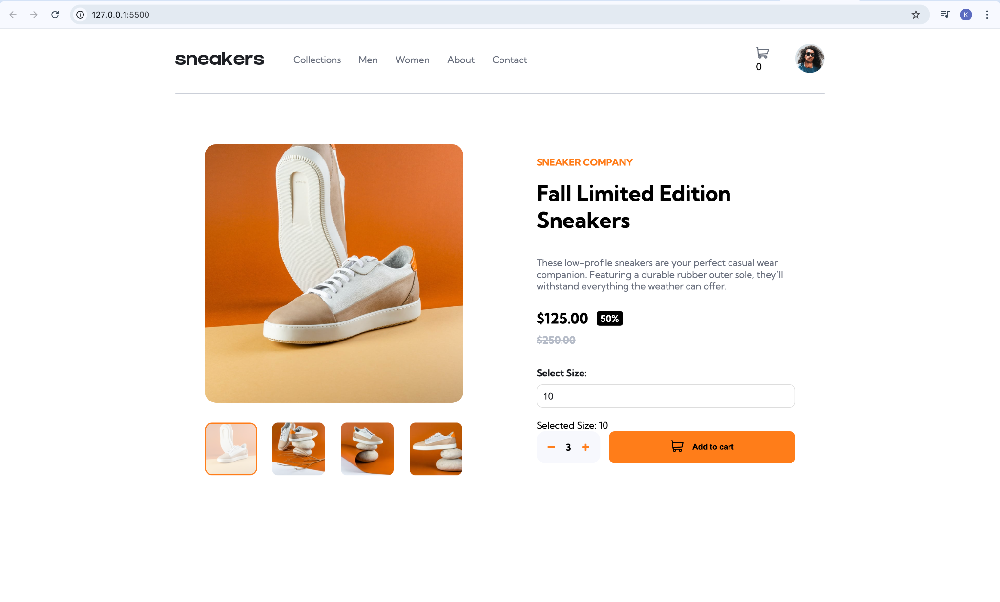 127.0.0.1:5500
K
sneakers
Collections
Men
Women
About
Contact
0
SNEAKER COMPANY
Fall Limited Edition
Sneakers
These low-profile sneakers are your perfect casual wear
companion. Featuring a durable rubber outer sole, they’ll
withstand everything the weather can offer.
$125.00 50%
$250.00
Select Size:
10
Selected Size: 10
3
Add to cart